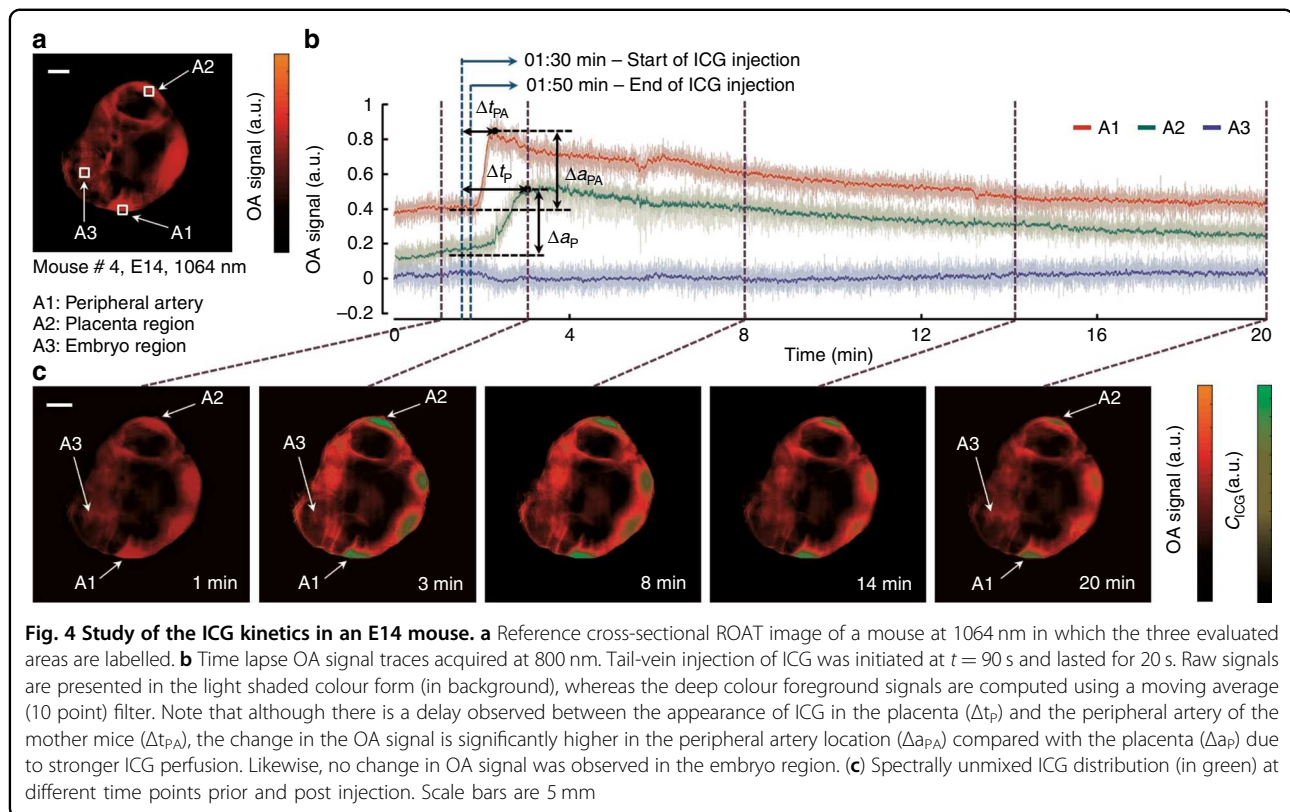 a
A2
A3
A1
OA signal (a.u.)
Mouse # 4, E14, 1064 nm
A1: Peripheral artery
A2: Placenta region
A3: Embryo region
b
01:30 min – Start of ICG injection
01:50 min – End of ICG injection
OA signal (a.u.)
1
0.8
0.6
0.4
0.2
0
−0.2
ΔtPA
ΔtP
ΔaPA
ΔaP
A1 A2 A3
0 4 8 12 16 20
Time (min)
c
A2
A3
A1
1 min
A2
A3
A1
3 min
8 min
14 min
A2
A3
A1
20 min
OA signal (a.u.)
CICG(a.u.)
Fig. 4 Study of the ICG kinetics in an E14 mouse. a Reference cross-sectional ROAT image of a mouse at 1064 nm in which the three evaluated
areas are labelled. b Time lapse OA signal traces acquired at 800 nm. Tail-vein injection of ICG was initiated at t = 90 s and lasted for 20 s. Raw signals
are presented in the light shaded colour form (in background), whereas the deep colour foreground signals are computed using a moving average
(10 point) filter. Note that although there is a delay observed between the appearance of ICG in the placenta (ΔtP) and the peripheral artery of the
mother mice (ΔtPA), the change in the OA signal is significantly higher in the peripheral artery location (ΔaPA) compared with the placenta (ΔaP) due
to stronger ICG perfusion. Likewise, no change in OA signal was observed in the embryo region. (c) Spectrally unmixed ICG distribution (in green) at
different time points prior and post injection. Scale bars are 5 mm